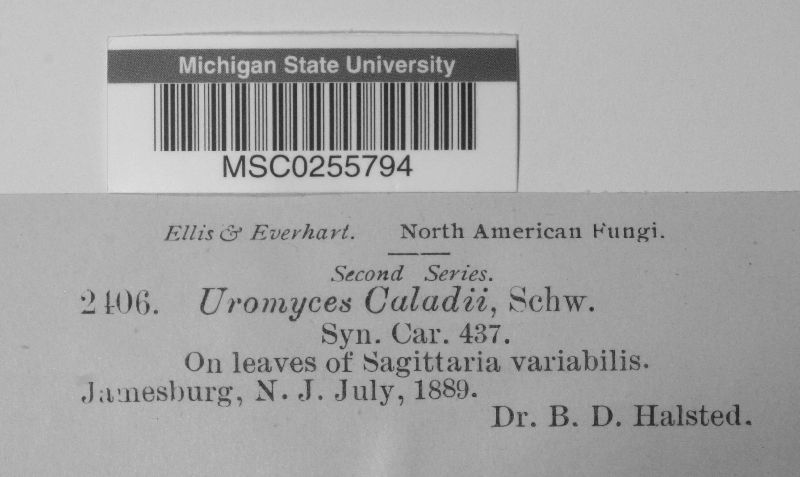 Michigan State University
MSC0255794
Ellis & Everhart. North American Fungi.
Second Series.
2406. Uromyces Caladii, Schw.
Syn. Car. 437.
On leaves of Sagittaria variabilis.
Jamesburg, N. J. July, 1889.
Dr. B. D. Halsted.